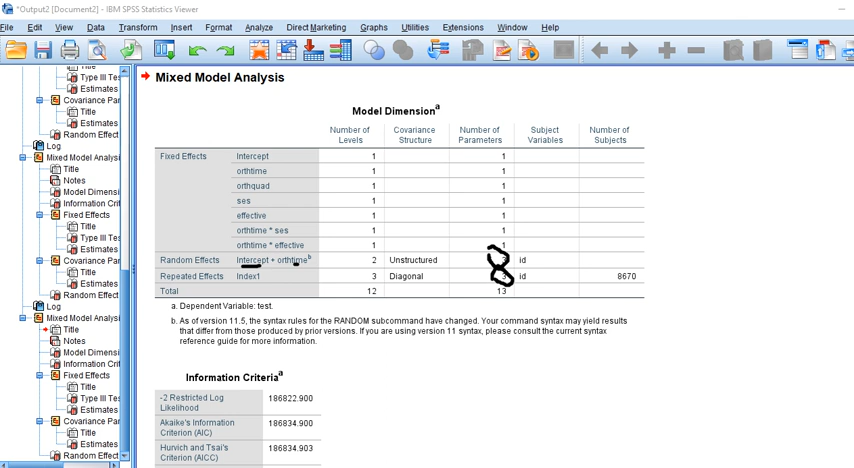 *Output2 [Document2] - IBM SPSS Statistics Viewer
File Edit View Data Transform Insert Format Analyze Direct Marketing Graphs Utilities Extensions Window Help
Type III Tes
Estimates
Covariance Par
Title
Estimates
Random Effect
Log
Mixed Model Analysi
Title
Notes
Model Dimensi
Information Crit
Fixed Effects
Title
Type III Tes
Estimates
Covariance Par
Title
Estimates
Random Effect
Log
Mixed Model Analysi
Title
Notes
Model Dimensi
Information Crit
Fixed Effects
Title
Type III Tes
Estimates
Covariance Par
Title
Estimates
Random Effect
Mixed Model Analysis
Model Dimensionᵃ
Number of Levels Covariance Structure Number of Parameters Subject Variables Number of Subjects
Fixed Effects Intercept 1 1
orthtime 1 1
orthquad 1 1
ses 1 1
effective 1 1
orthtime * ses 1 1
orthtime * effective 1 1
Random Effects Intercept + orthtimeᵇ 2 Unstructured id
Repeated Effects Index1 3 Diagonal 3 id 8670
Total 12 13
a. Dependent Variable: test.
b. As of version 11.5, the syntax rules for the RANDOM subcommand have changed. Your command syntax may yield results
that differ from those produced by prior versions. If you are using version 11 syntax, please consult the current syntax
reference guide for more information.
Information Criteriaᵃ
-2 Restricted Log 186822.900
Likelihood
Akaike's Information 186834.900
Criterion (AIC)
Hurvich and Tsai's 186834.903
Criterion (AICC)